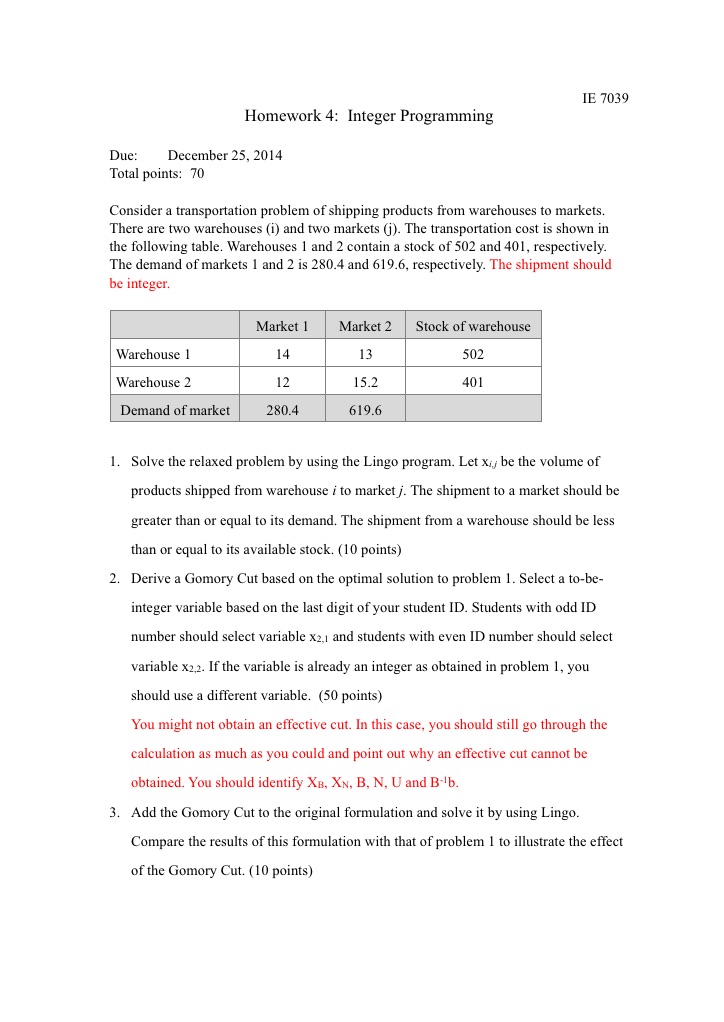 IE 7039
Homework 4: Integer Programming
Due: December 25, 2014
Total points: 70
Consider a transportation problem of shipping products from warehouses to markets.
There are two warehouses (i) and two markets (j). The transportation cost is shown in
the following table. Warehouses 1 and 2 contain a stock of 502 and 401, respectively.
The demand of markets 1 and 2 is 280.4 and 619.6, respectively. The shipment should
be integer.
Market 1 Market 2 Stock of warehouse
Warehouse 1 14 13 502
Warehouse 2 12 15.2 401
Demand of market 280.4 619.6
1. Solve the relaxed problem by using the Lingo program. Let xi,j be the volume of
products shipped from warehouse i to market j. The shipment to a market should be
greater than or equal to its demand. The shipment from a warehouse should be less
than or equal to its available stock. (10 points)
2. Derive a Gomory Cut based on the optimal solution to problem 1. Select a to-be-
integer variable based on the last digit of your student ID. Students with odd ID
number should select variable x2,1 and students with even ID number should select
variable x2,2. If the variable is already an integer as obtained in problem 1, you
should use a different variable. (50 points)
You might not obtain an effective cut. In this case, you should still go through the
calculation as much as you could and point out why an effective cut cannot be
obtained. You should identify XB, XN, B, N, U and B-1b.
3. Add the Gomory Cut to the original formulation and solve it by using Lingo.
Compare the results of this formulation with that of problem 1 to illustrate the effect
of the Gomory Cut. (10 points)